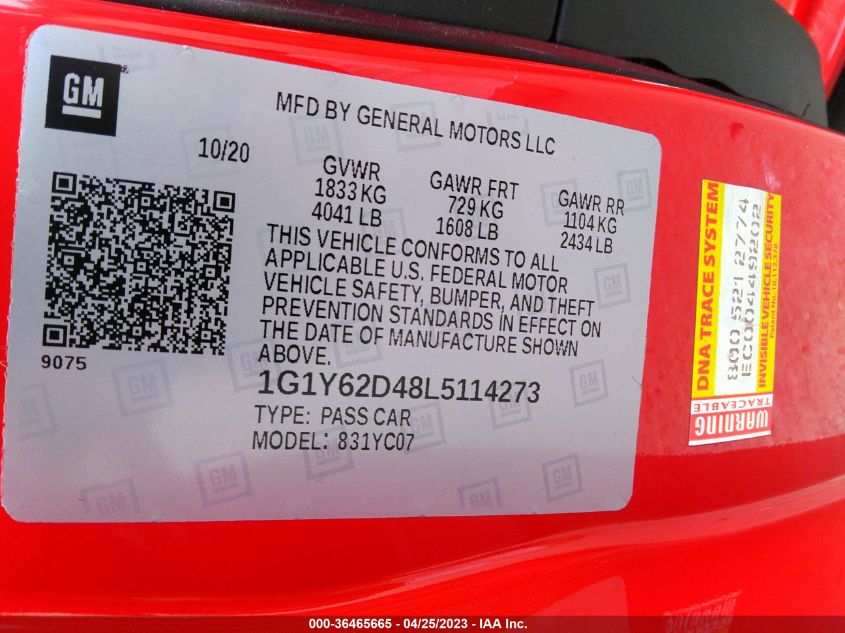 GM
MFD BY GENERAL MOTORS LLC
10/20
GVWR
1833 KG
4041 LB
GAWR FRT
729 KG
1608 LB
GAWR RR
1104 KG
2434 LB
THIS VEHICLE CONFORMS TO ALL
APPLICABLE U.S. FEDERAL MOTOR
VEHICLE SAFETY, BUMPER, AND THEFT
PREVENTION STANDARDS IN EFFECT ON
THE DATE OF MANUFACTURE SHOWN
ABOVE.
9075
1G1Y62D48L5114273
TYPE: PASS CAR
MODEL: 831YC07
DNA TRACE SYSTEM
800 521 2774
EC000449202
INVISIBLE VEHICLE SECURITY
WARNING
TRACEABLE
000-36465665 - 04/25/2023 - IAA Inc.